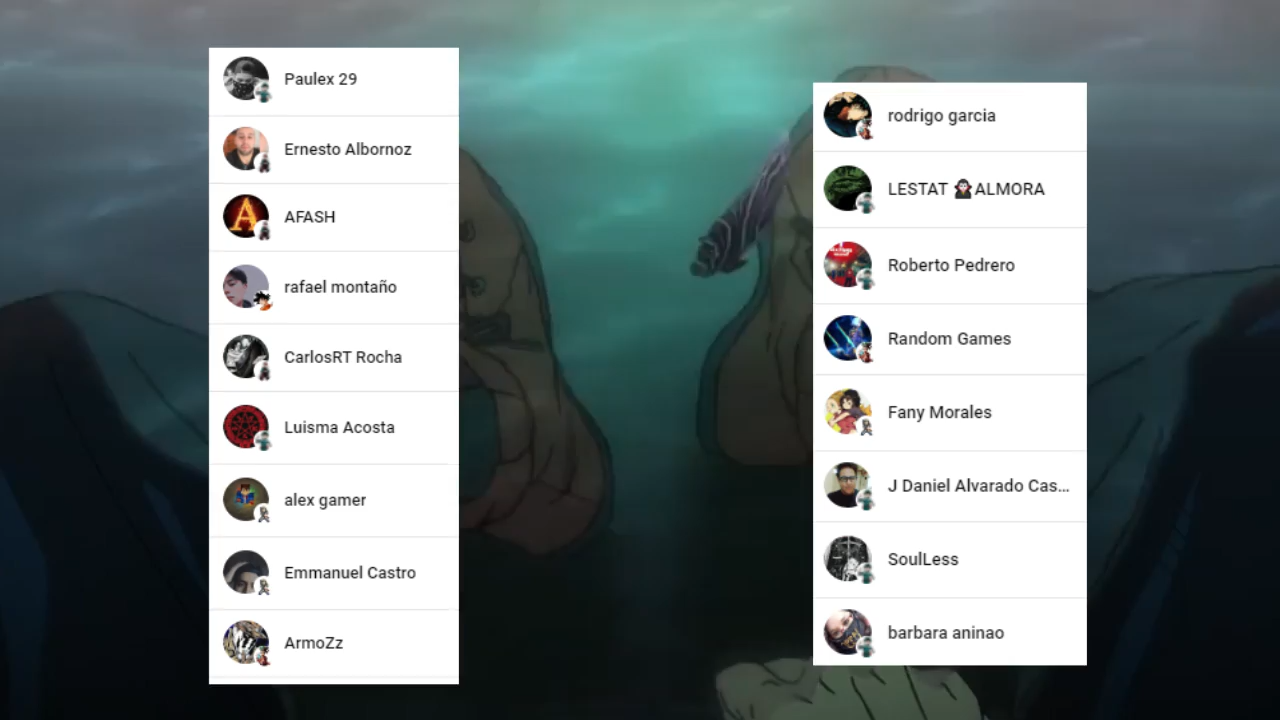 Paulex 29
Ernesto Albornoz
AFASH
rafael montaño
CarlosRT Rocha
Luisma Acosta
alex gamer
Emmanuel Castro
ArmoZz
rodrigo garcia
LESTAT 🧛🏻ALMORA
Roberto Pedrero
Random Games
Fany Morales
J Daniel Alvarado Cas...
SoulLess
barbara aninao